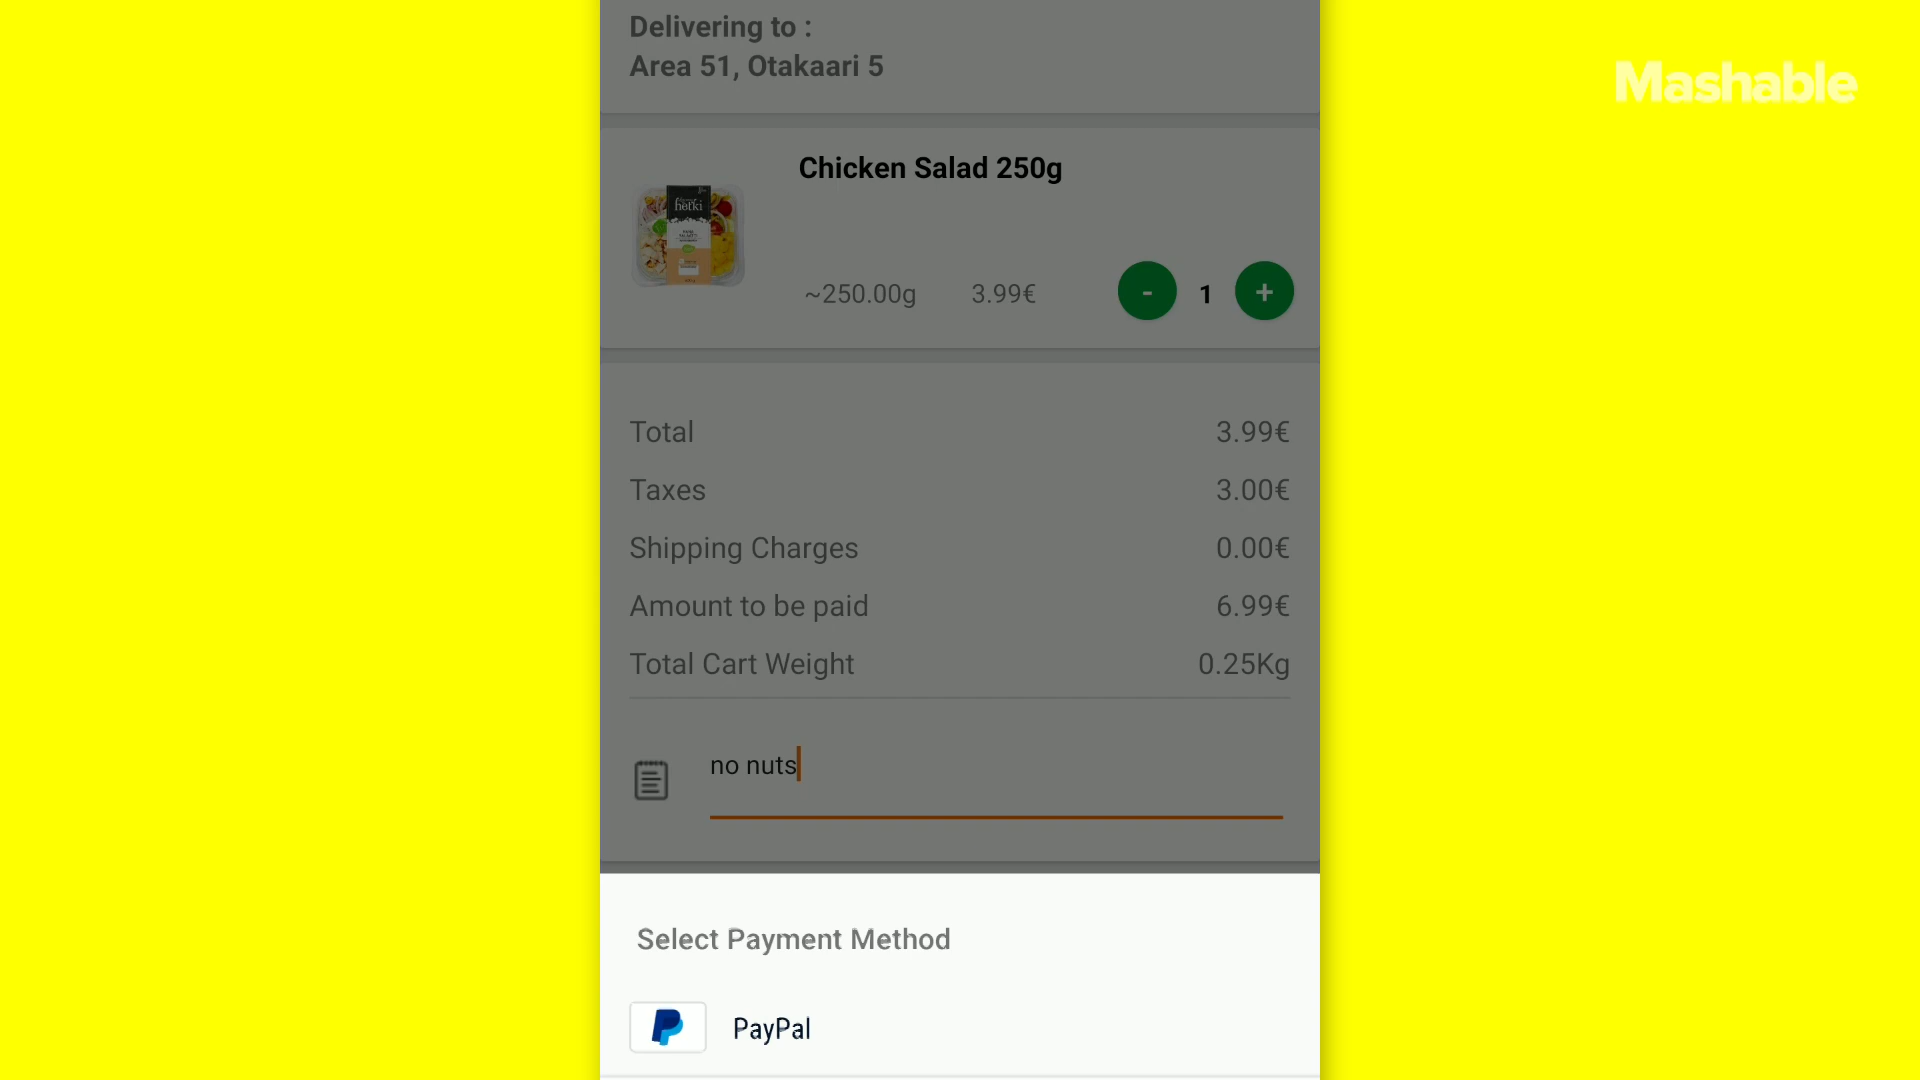 Delivering to :
Area 51, Otakaari 5
Mashable
Chicken Salad 250g
hetki
~250.00g 3.99€ - 1 +
Total 3.99€
Taxes 3.00€
Shipping Charges 0.00€
Amount to be paid 6.99€
Total Cart Weight 0.25Kg
no nuts
Select Payment Method
PayPal